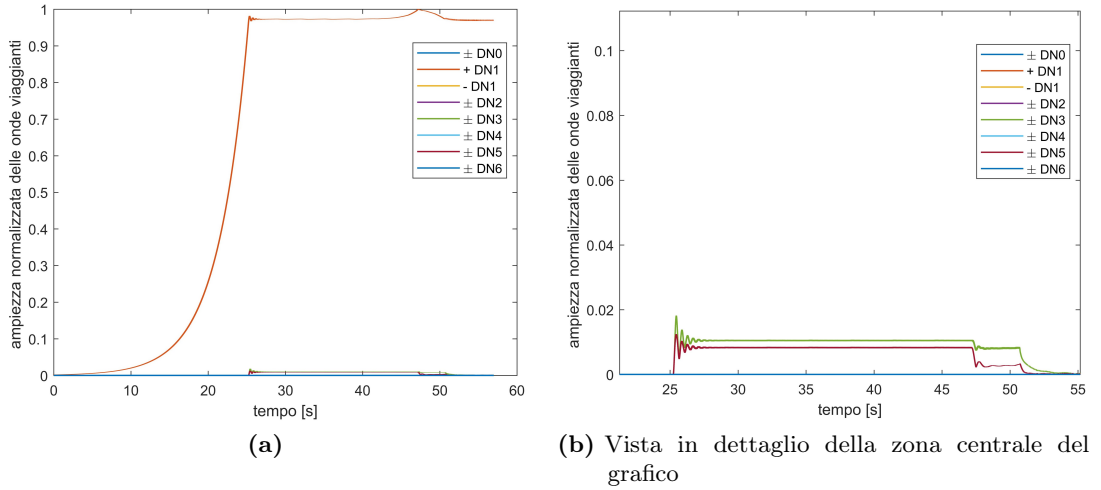 1
0.9
0.8
0.7
0.6
0.5
0.4
0.3
0.2
0.1
0
ampiezza normalizzata delle onde viaggianti
± DN0
+ DN1
- DN1
± DN2
± DN3
± DN4
± DN5
± DN6
0 10 20 30 40 50 60
tempo [s]
(a)
0.1
0.08
0.06
0.04
0.02
0
ampiezza normalizzata delle onde viaggianti
± DN0
+ DN1
- DN1
± DN2
± DN3
± DN4
± DN5
± DN6
25 30 35 40 45 50 55
tempo [s]
(b) Vista in dettaglio della zona centrale del
grafico